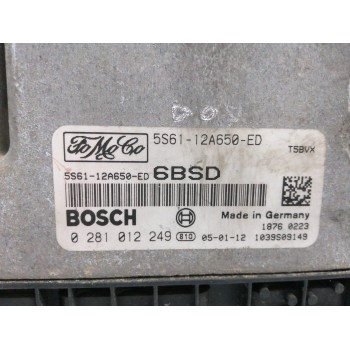 FoMoCo 5S61-12A650-ED T5BVX
5S61-12A650-ED 6BSD
BOSCH Made in Germany
1876 0223
0 281 012 249 E10 05-01-12 1039S09149